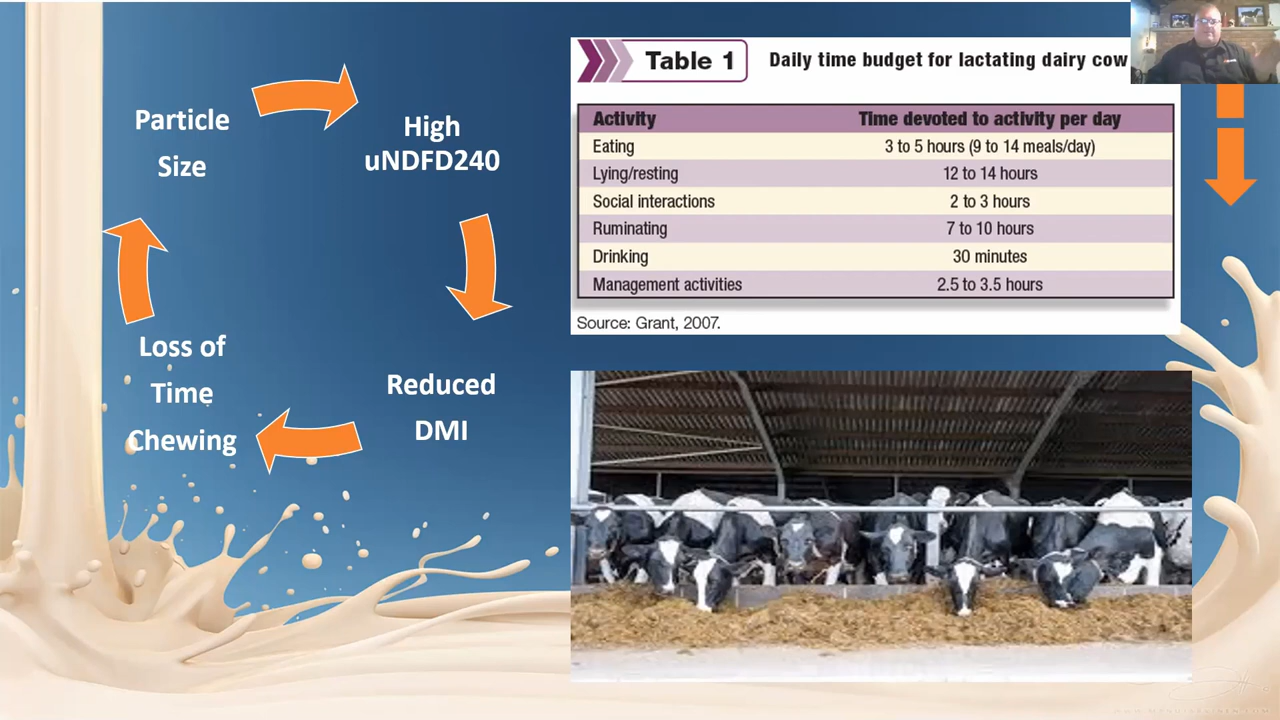 Particle
Size
High
uNDFD240
Reduced
DMI
Loss of
Time
Chewing
Table 1
Daily time budget for lactating dairy cow
Activity Time devoted to activity per day
Eating 3 to 5 hours (9 to 14 meals/day)
Lying/resting 12 to 14 hours
Social interactions 2 to 3 hours
Ruminating 7 to 10 hours
Drinking 30 minutes
Management activities 2.5 to 3.5 hours
Source: Grant, 2007.